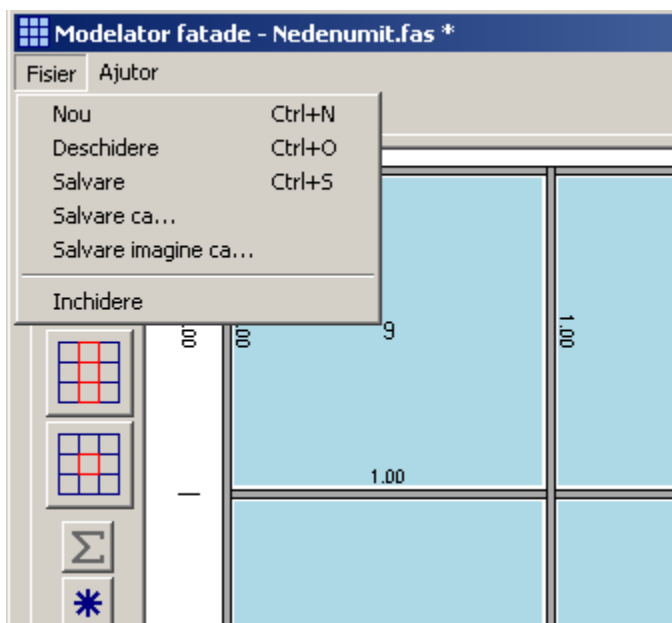 Modelator fatade - Nedenumit.fas *
Fisier Ajutor
Nou Ctrl+N
Deschidere Ctrl+O
Salvare Ctrl+S
Salvare ca...
Salvare imagine ca...
Inchidere
1.00
1.00
Σ